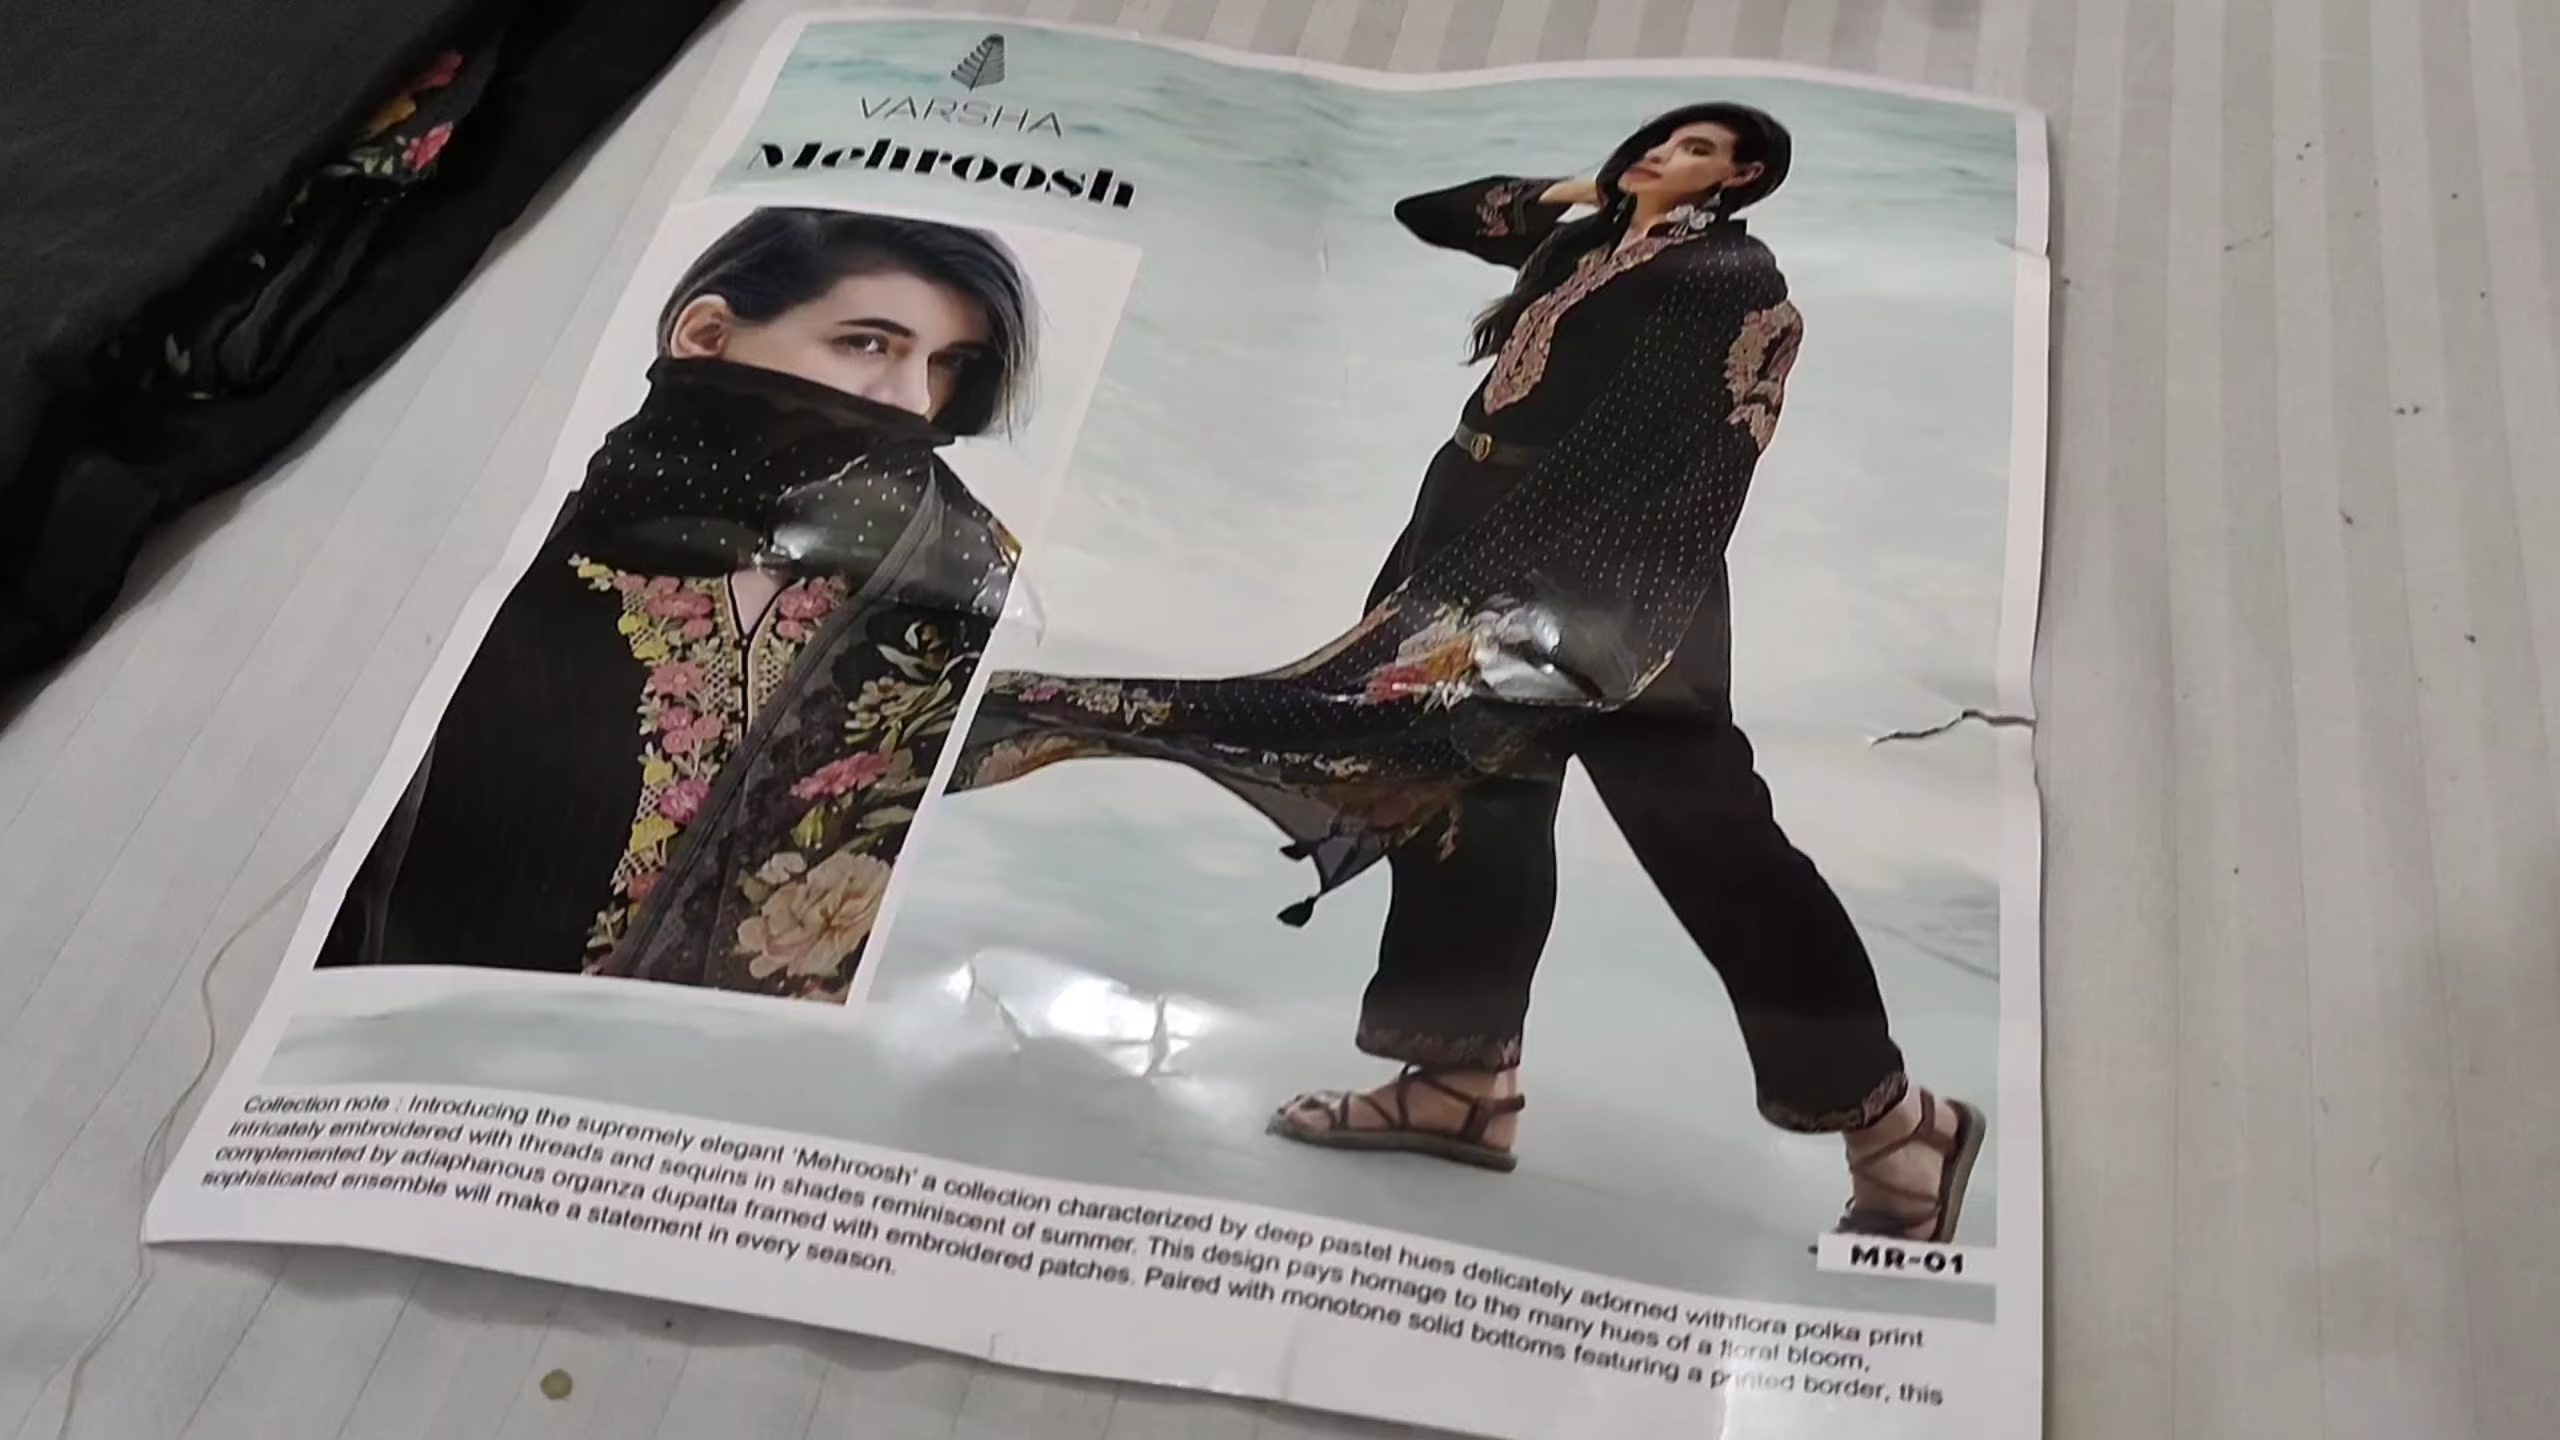 VARSHA
Mehroosh
MR-01
Collection note : Introducing the supremely elegant 'Mehroosh' a collection characterized by deep pastel hues delicately adorned withflora polka print
intricately embroidered with threads and sequins in shades reminiscent of summer. This design pays homage to the many hues of a floral bloom,
complemented by adiaphanous organza dupatta framed with embroidered patches. Paired with monotone solid bottoms featuring a printed border, this
sophisticated ensemble will make a statement in every season.